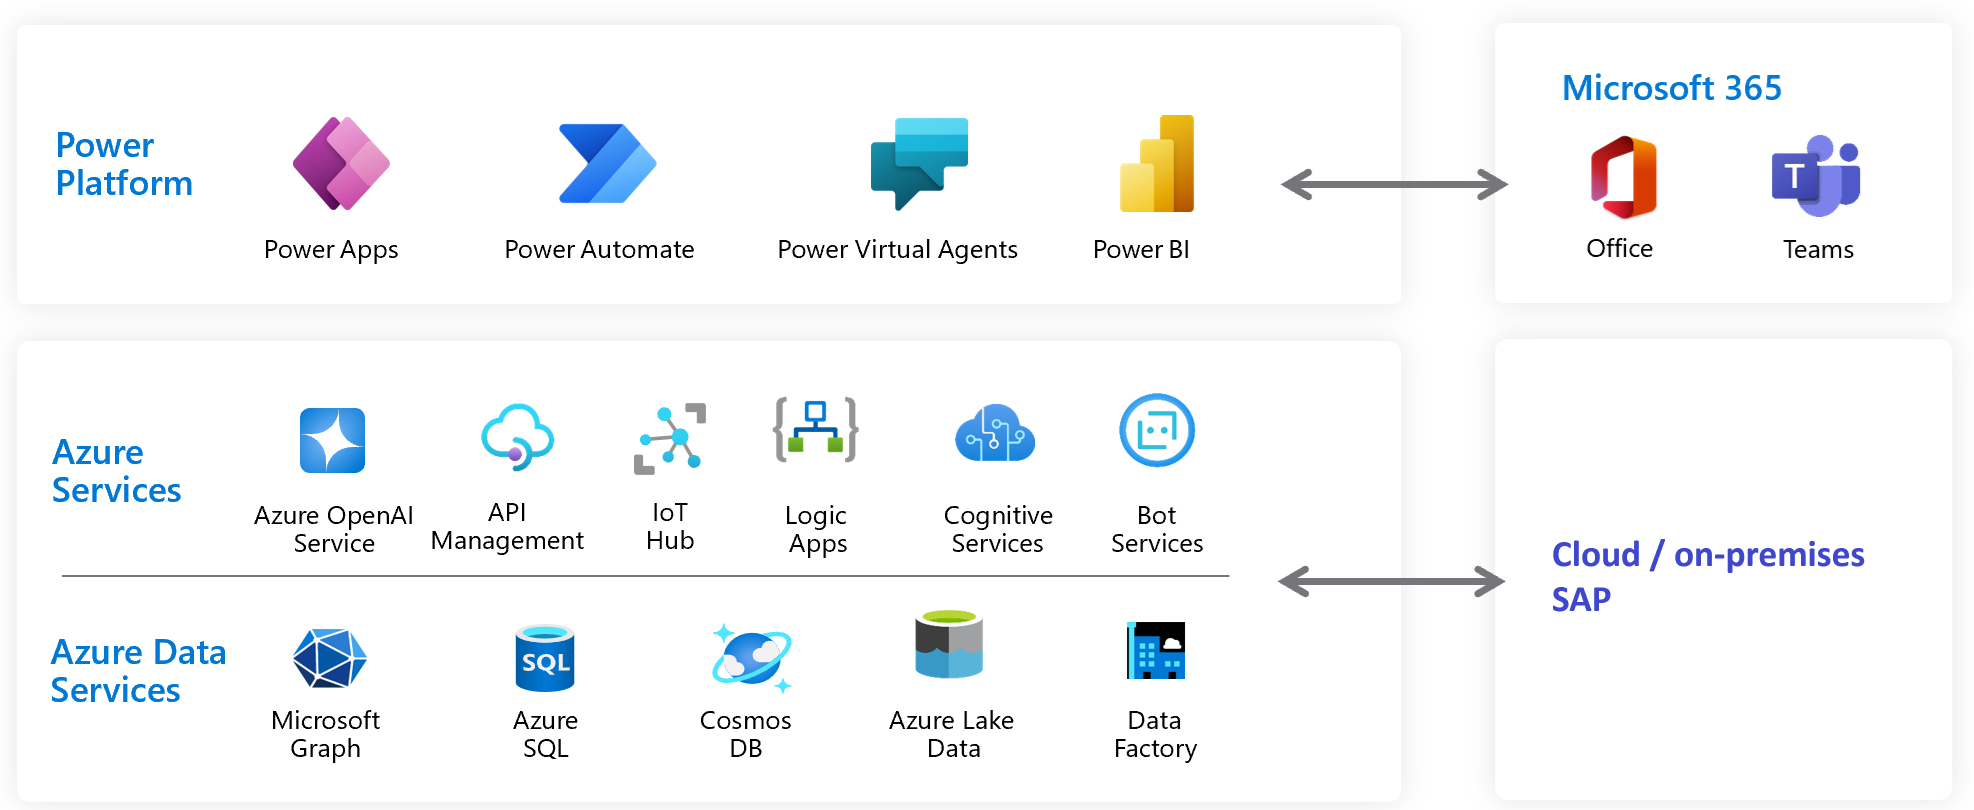 Power
Platform
Power Apps
Power Automate
Power Virtual Agents
Power BI
Microsoft 365
Office
T
Teams
Azure
Services
Azure OpenAI
Service
API
Management
IoT
Hub
Logic
Apps
Cognitive
Services
Bot
Services
Azure Data
Services
Microsoft
Graph
SQL
Azure
SQL
Cosmos
DB
Azure Lake
Data
Data
Factory
Cloud / on-premises
SAP